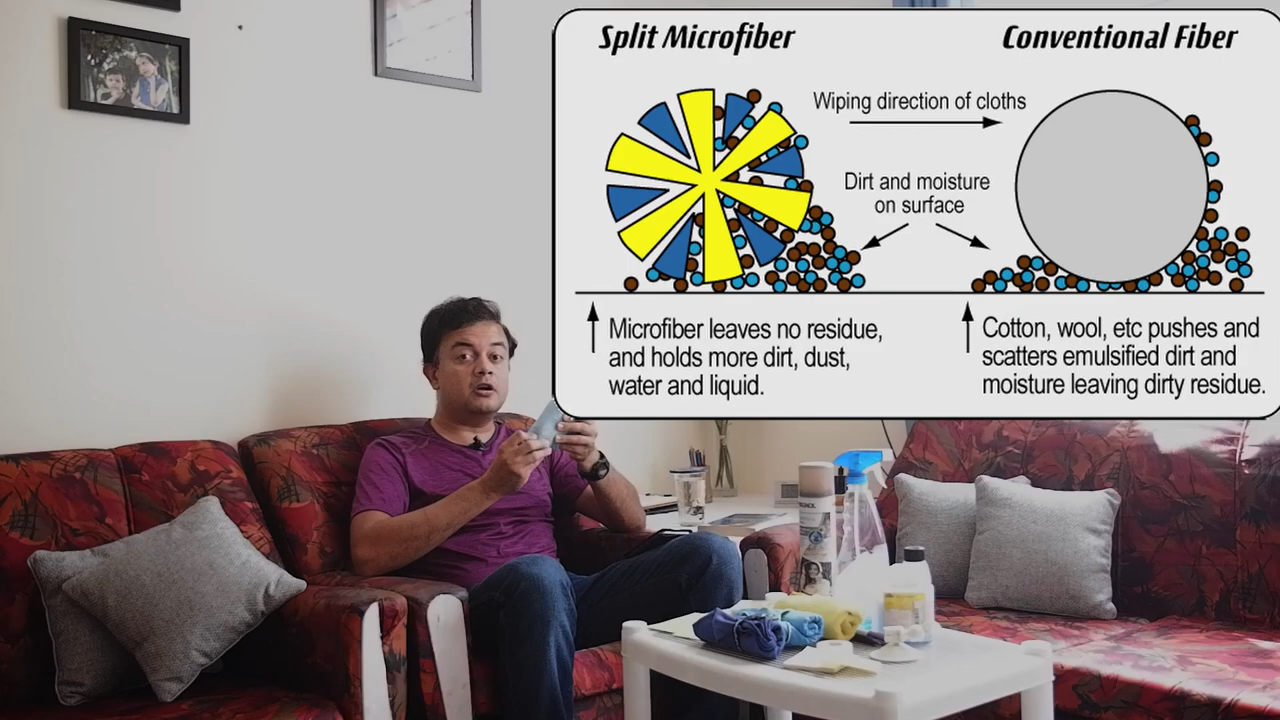 Split Microfiber
Conventional Fiber
Wiping direction of cloths
Dirt and moisture
on surface
Microfiber leaves no residue,
and holds more dirt, dust,
water and liquid.
Cotton, wool, etc pushes and
scatters emulsified dirt and
moisture leaving dirty residue.